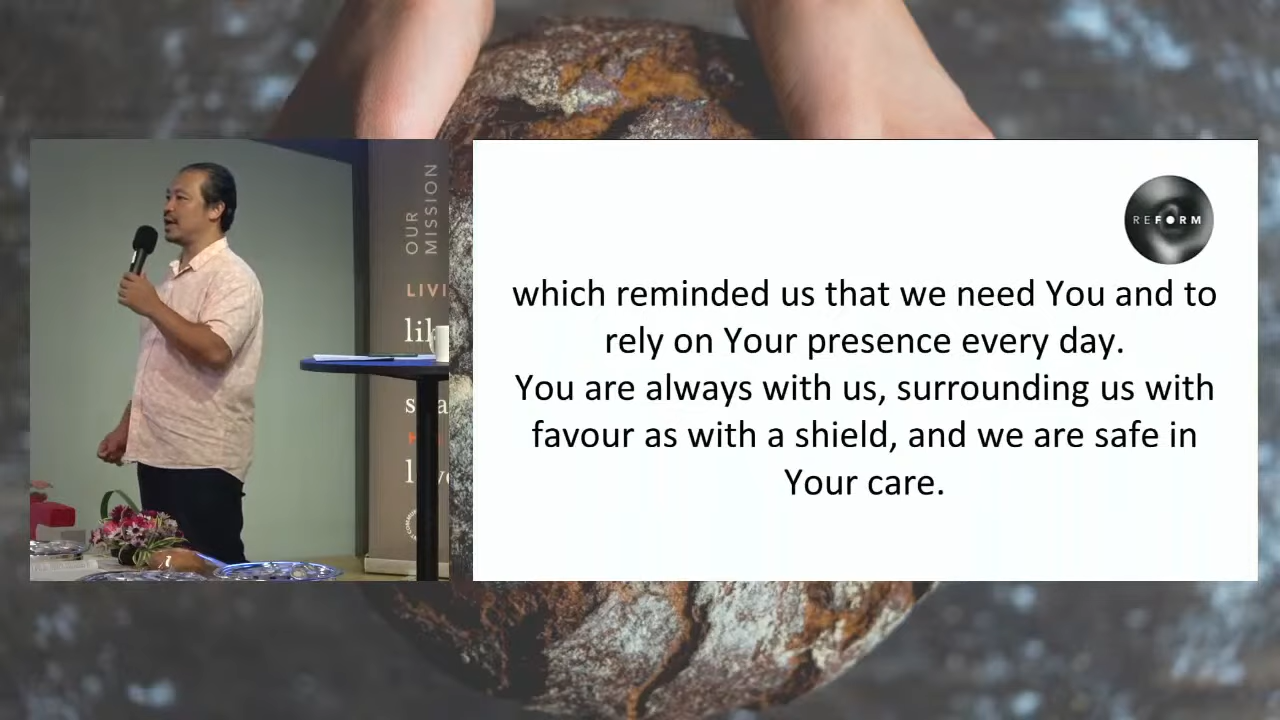 OUR
MISSION
LIVI
REFORM
which reminded us that we need You and to
rely on Your presence every day.
You are always with us, surrounding us with
favour as with a shield, and we are safe in
Your care.